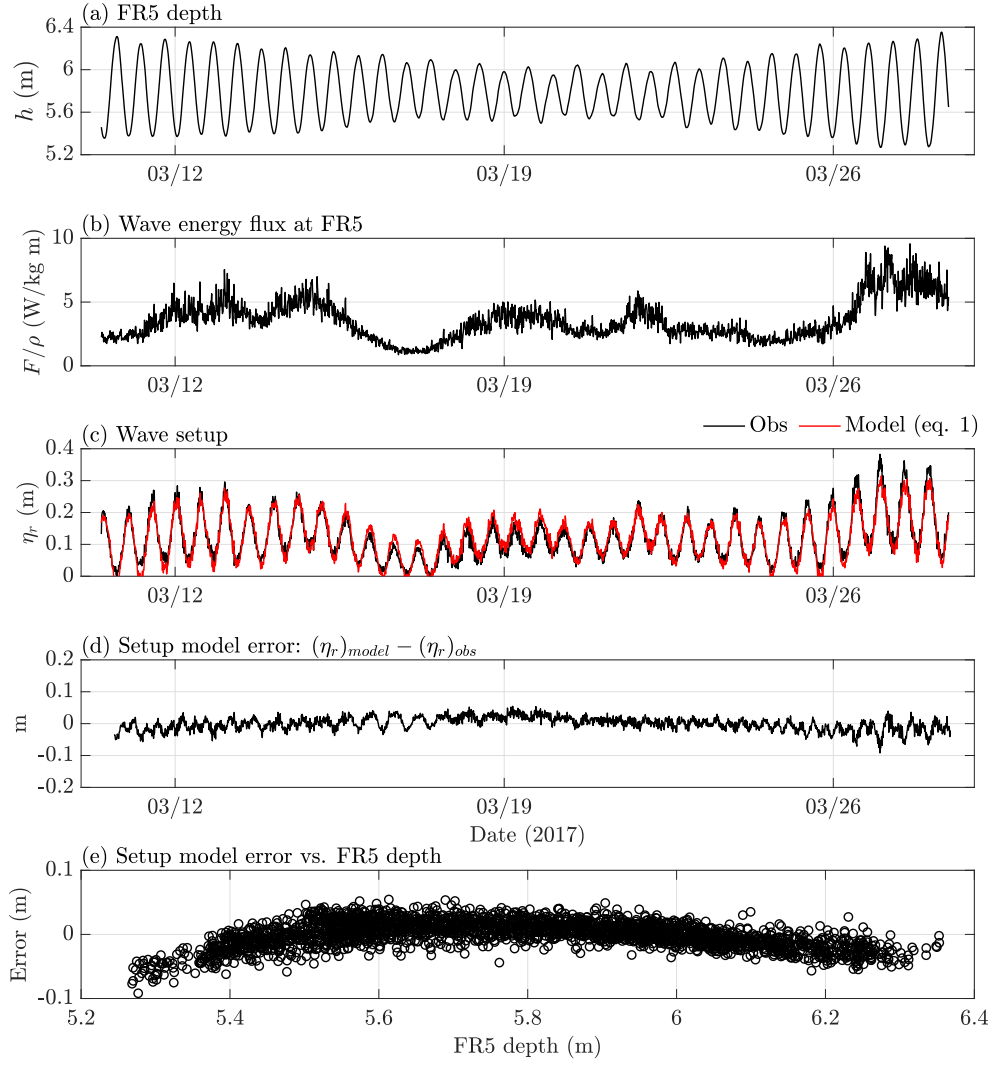 (a) FR5 depth
6.4
6
5.6
5.2
h (m)
03/12 03/19 03/26
(b) Wave energy flux at FR5
10
5
0
F/ρ (W/kg m)
03/12 03/19 03/26
Obs Model (eq. 1)
(c) Wave setup
0.4
0.3
0.2
0.1
0
η_r (m)
03/12 03/19 03/26
(d) Setup model error: (η_r)_model − (η_r)_obs
0.2
0.1
0
-0.1
-0.2
m
03/12 03/19 03/26
Date (2017)
(e) Setup model error vs. FR5 depth
0.1
0
-0.1
Error (m)
5.2 5.4 5.6 5.8 6 6.2 6.4
FR5 depth (m)